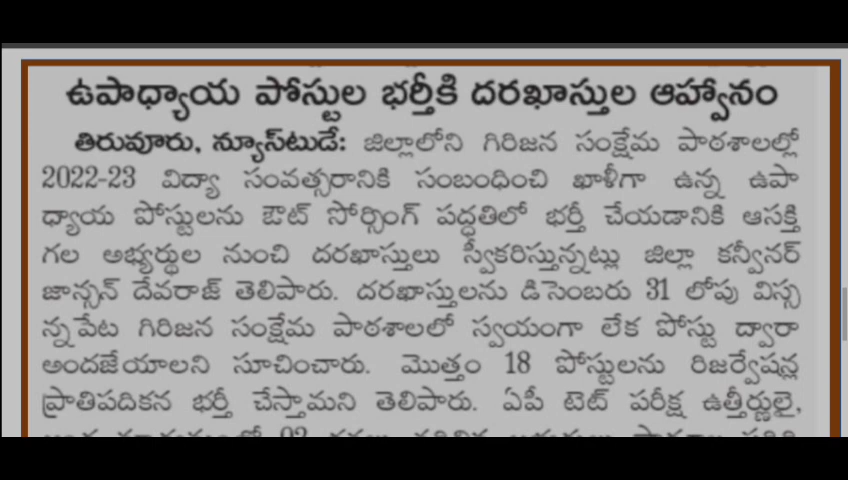 ఉపాధ్యాయ పోస్టుల భర్తీకి దరఖాస్తుల ఆహ్వానం
తిరువూరు, న్యూస్‌టుడే: జిల్లాలోని గిరిజన సంక్షేమ పాఠశాలల్లో
2022-23 విద్యా సంవత్సరానికి సంబంధించి ఖాళీగా ఉన్న ఉపా
ధ్యాయ పోస్టులను ఔట్ సోర్సింగ్ పద్ధతిలో భర్తీ చేయడానికి ఆసక్తి
గల అభ్యర్థుల నుంచి దరఖాస్తులు స్వీకరిస్తున్నట్లు జిల్లా కన్వీనర్
జాన్సన్ దేవరాజ్ తెలిపారు. దరఖాస్తులను డిసెంబరు 31 లోపు విస్స
న్నపేట గిరిజన సంక్షేమ పాఠశాలలో స్వయంగా లేక పోస్టు ద్వారా
అందజేయాలని సూచించారు. మొత్తం 18 పోస్టులను రిజర్వేషన్ల
ప్రాతిపదికన భర్తీ చేస్తామని తెలిపారు. ఏపీ టెట్ పరీక్ష ఉత్తీర్ణులై,